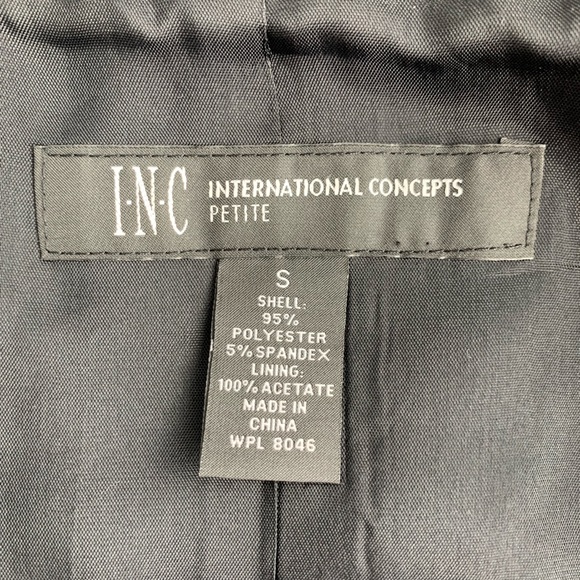 I·N·C INTERNATIONAL CONCEPTS
PETITE
S
SHELL:
95%
POLYESTER
5% SPANDEX
LINING:
100% ACETATE
MADE IN
CHINA
WPL 8046